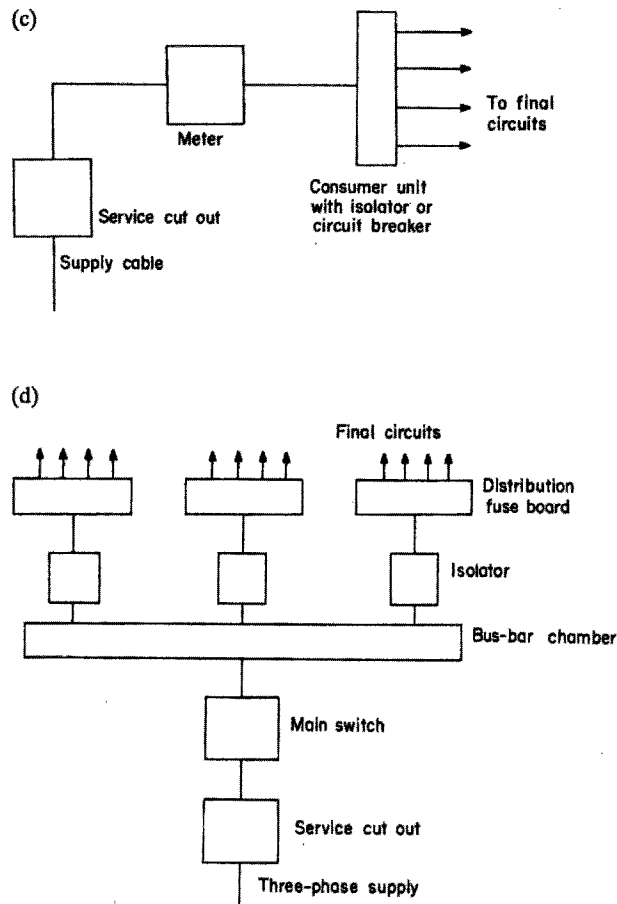 (c)
Meter
To final
circuits
Consumer unit
with isolator or
circuit breaker
Service cut out
Supply cable
(d)
Final circuits
Distribution
fuse board
Isolator
Bus-bar chamber
Main switch
Service cut out
Three-phase supply